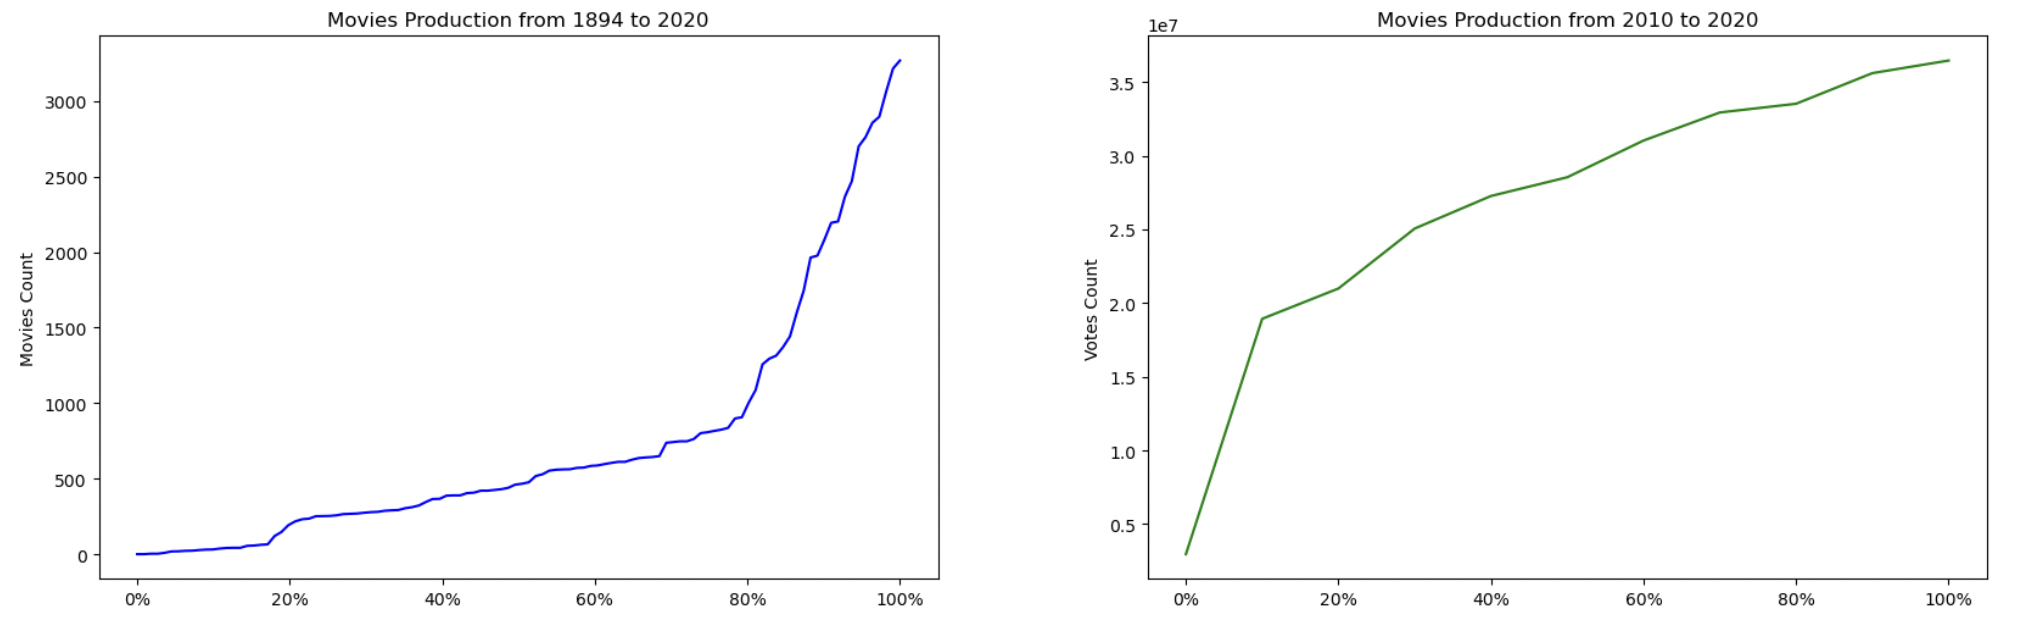 Movies Production from 1894 to 2020
Movies Count
3000
2500
2000
1500
1000
500
0
0% 20% 40% 60% 80% 100%
Movies Production from 2010 to 2020
1e7
Votes Count
3.5
3.0
2.5
2.0
1.5
1.0
0.5
0% 20% 40% 60% 80% 100%